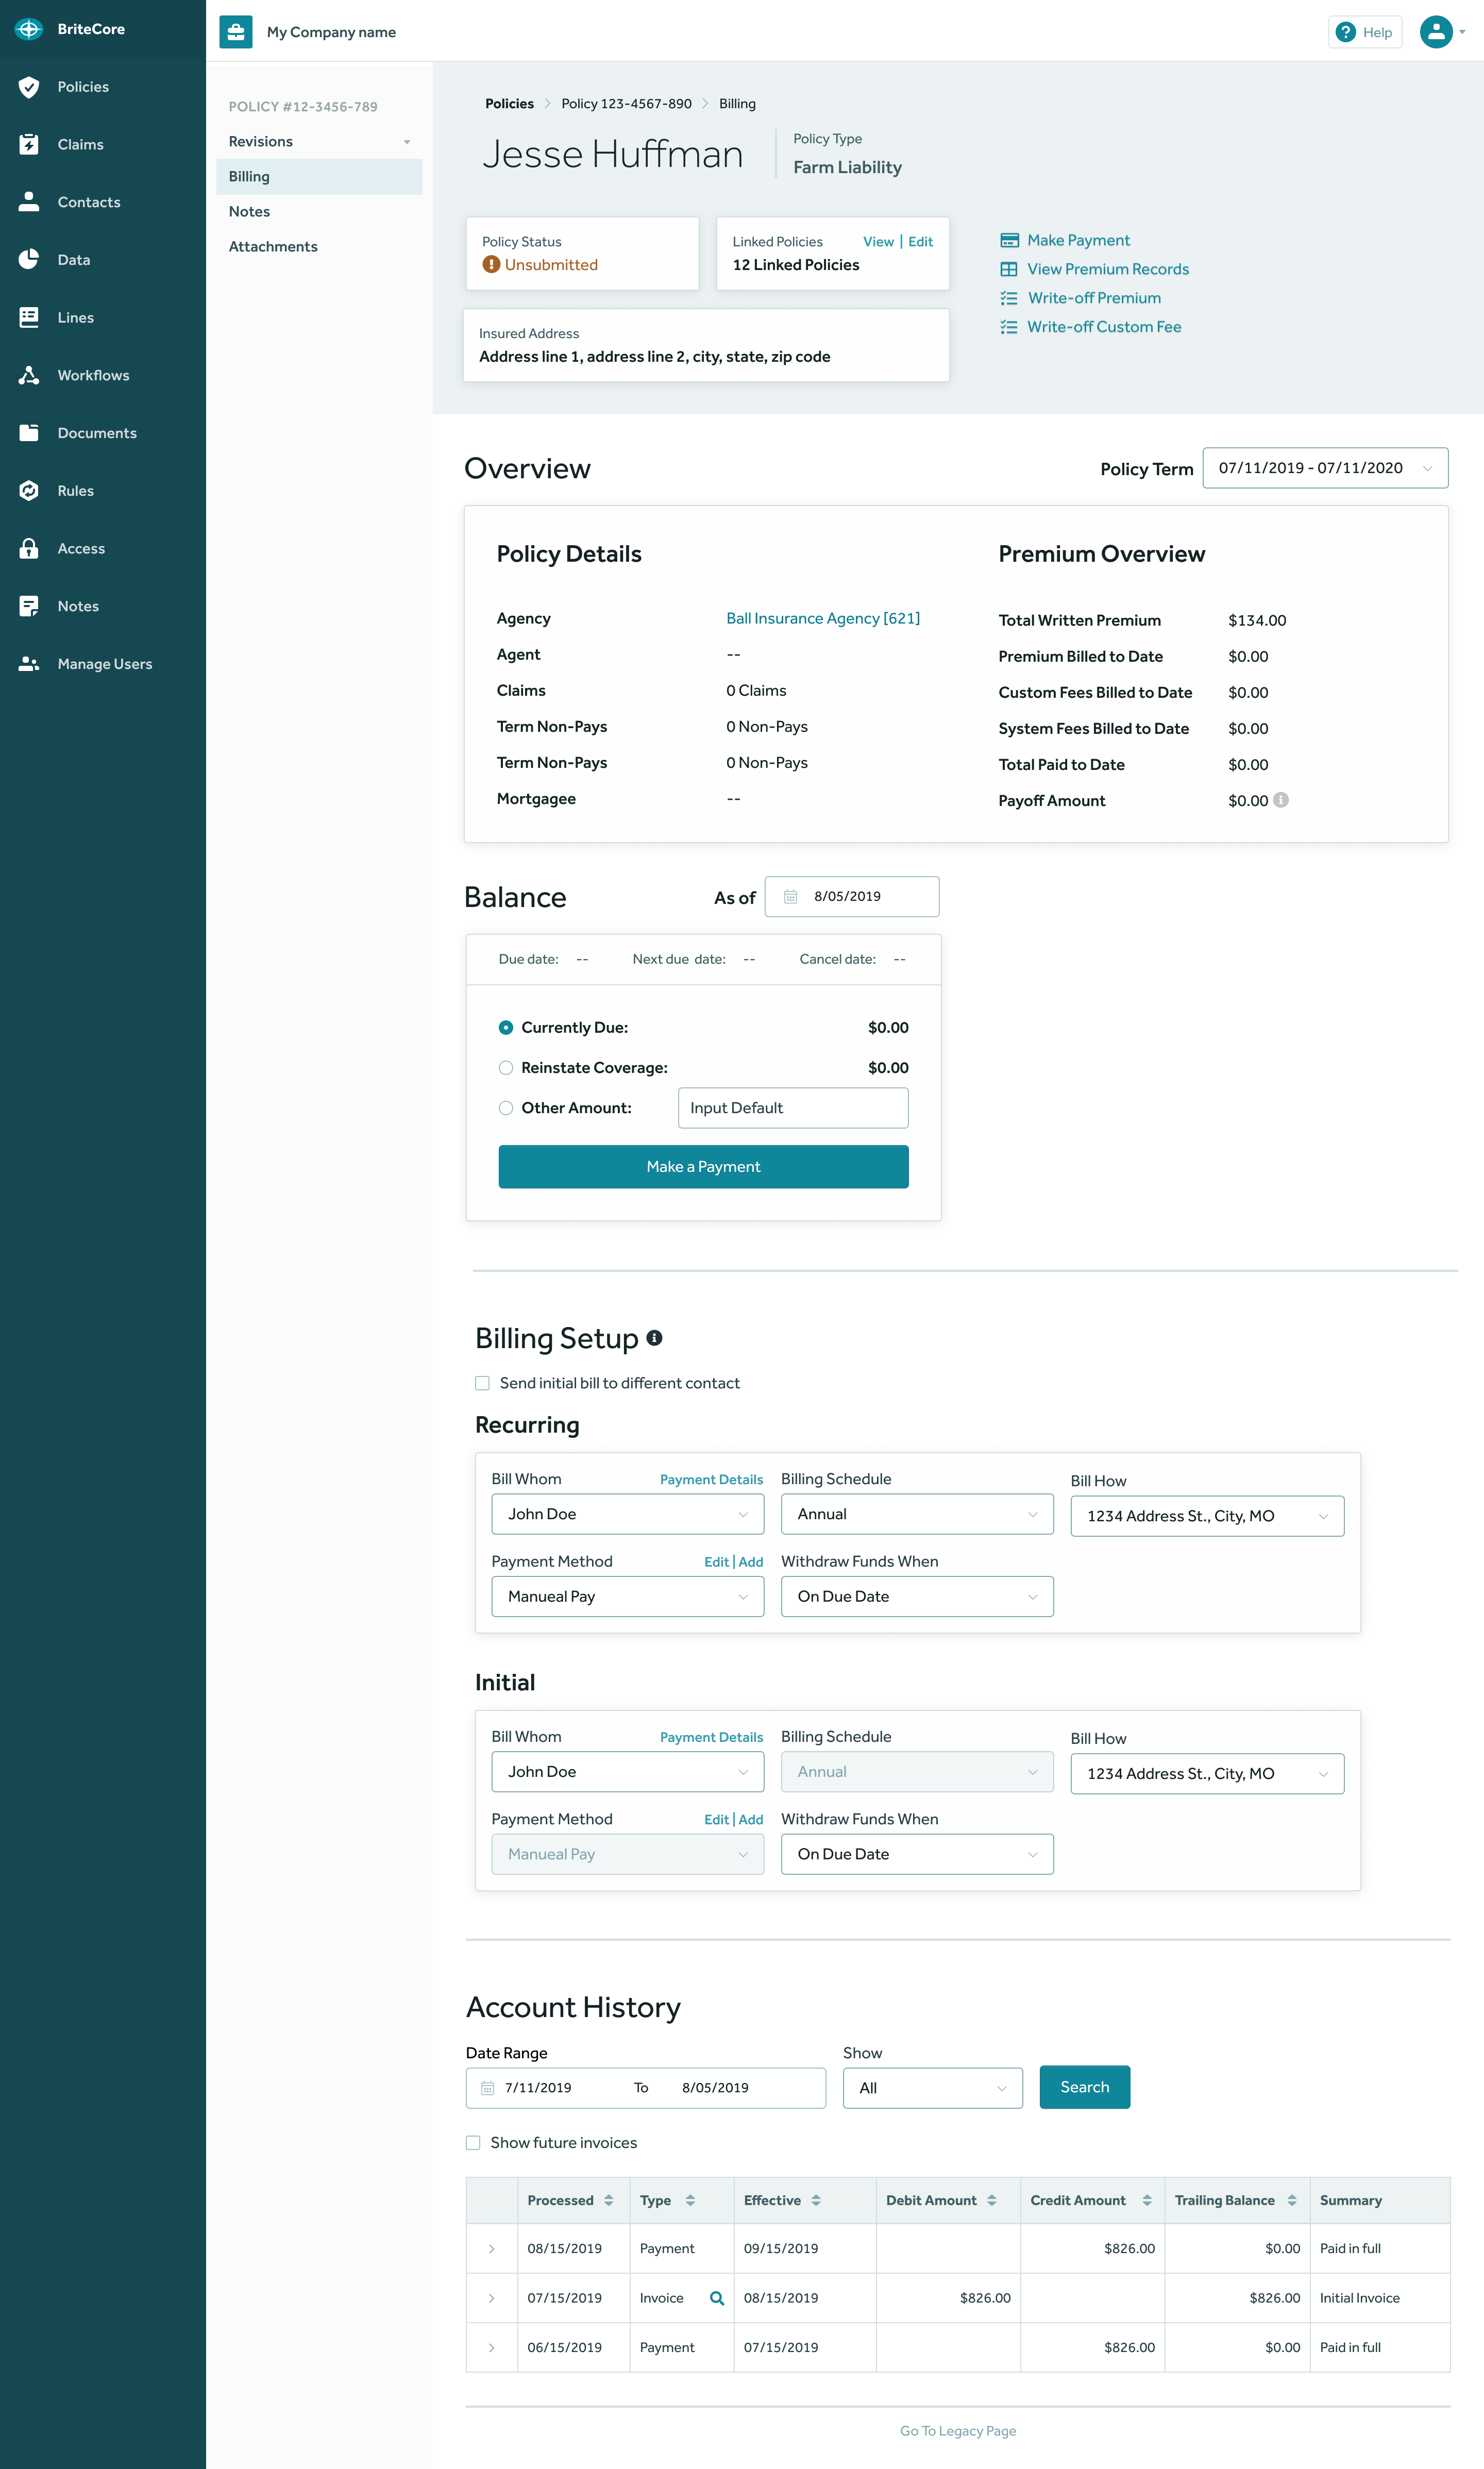 BriteCore
Policies
Claims
Contacts
Data
Lines
Workflows
Documents
Rules
Access
Notes
Manage Users
My Company name
Help
POLICY #12-3456-789
Revisions
Billing
Notes
Attachments
Policies > Policy 123-4567-890 > Billing
Jesse Huffman
Policy Type
Farm Liability
Policy Status
Unsubmitted
Linked Policies View | Edit
12 Linked Policies
Insured Address
Address line 1, address line 2, city, state, zip code
Make Payment
View Premium Records
Write-off Premium
Write-off Custom Fee
Overview
Policy Term 07/11/2019 - 07/11/2020
Policy Details
Agency Ball Insurance Agency [621]
Agent --
Claims 0 Claims
Term Non-Pays 0 Non-Pays
Term Non-Pays 0 Non-Pays
Mortgagee --
Premium Overview
Total Written Premium $134.00
Premium Billed to Date $0.00
Custom Fees Billed to Date $0.00
System Fees Billed to Date $0.00
Total Paid to Date $0.00
Payoff Amount $0.00
Balance
As of 8/05/2019
Due date: -- Next due date: -- Cancel date: --
Currently Due: $0.00
Reinstate Coverage: $0.00
Other Amount: Input Default
Make a Payment
Billing Setup
Send initial bill to different contact
Recurring
Bill Whom Payment Details Billing Schedule Bill How
John Doe Annual 1234 Address St., City, MO
Payment Method Edit | Add Withdraw Funds When
Manueal Pay On Due Date
Initial
Bill Whom Payment Details Billing Schedule Bill How
John Doe Annual 1234 Address St., City, MO
Payment Method Edit | Add Withdraw Funds When
Manueal Pay On Due Date
Account History
Date Range Show
7/11/2019 To 8/05/2019 All Search
Show future invoices
Processed Type Effective Debit Amount Credit Amount Trailing Balance Summary
08/15/2019 Payment 09/15/2019 $826.00 $0.00 Paid in full
07/15/2019 Invoice 08/15/2019 $826.00 $826.00 Initial Invoice
06/15/2019 Payment 07/15/2019 $826.00 $0.00 Paid in full
Go To Legacy Page